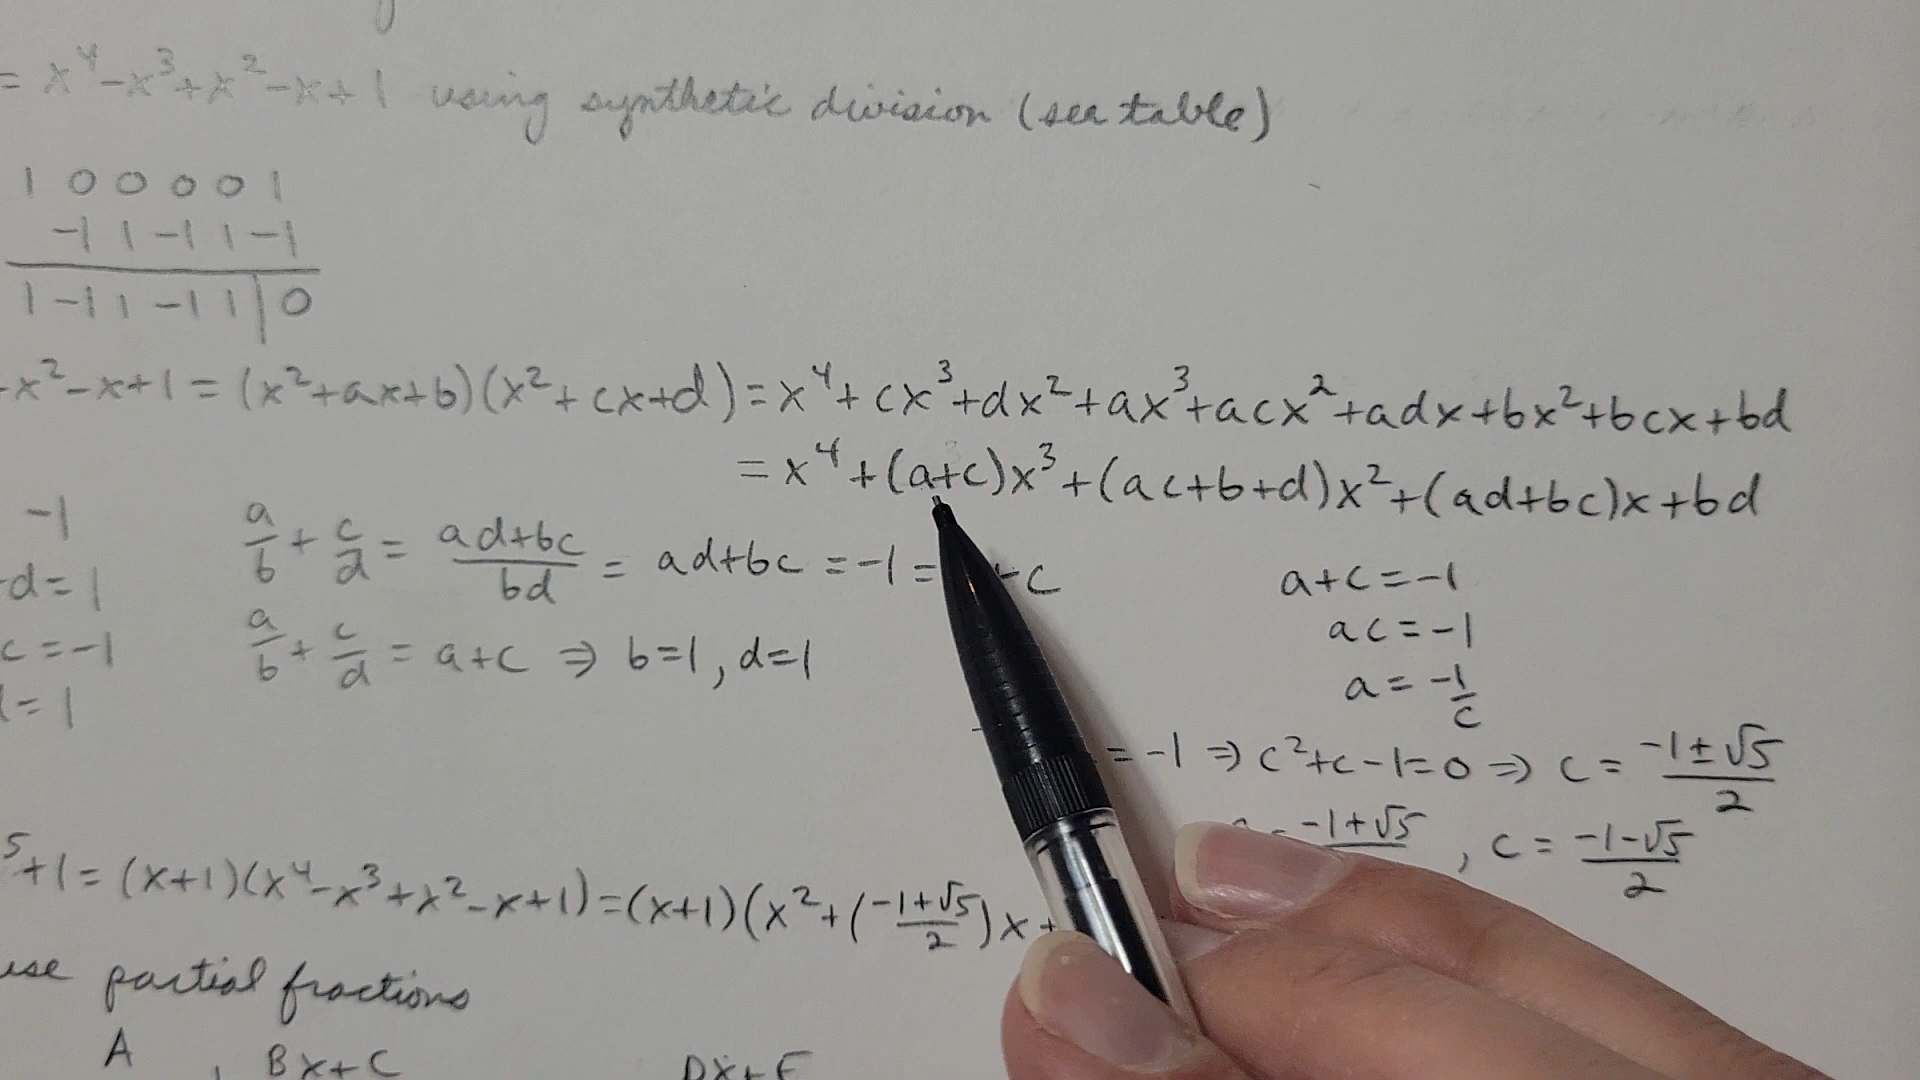 = x⁴-x³+x²-x+1 using synthetic division (see table)
1 0 0 0 0 1
-1 1 -1 1 -1
1 -1 1 -1 1 | 0
x²-x+1 = (x²+ax+b)(x²+cx+d) = x⁴+cx³+dx²+ax³+acx²+adx+bx²+bcx+bd
= x⁴+(a+c)x³+(ac+b+d)x²+(ad+bc)x+bd
-1
d=1
c=-1
=1
a/b + c/d = (ad+bc)/bd = ad+bc = -1 = +c
a/b + c/d = a+c ⇒ b=1, d=1
a+c=-1
ac=-1
a=-1/c
=-1 ⇒ c²+c-1=0 ⇒ c = (-1±√5)/2
= -1+√5 , c = (-1-√5)/2
⁵+1 = (x+1)(x⁴-x³+x²-x+1) = (x+1)(x²+((-1+√5)/2)x+
use partial fractions
A Bx+C Dx+E